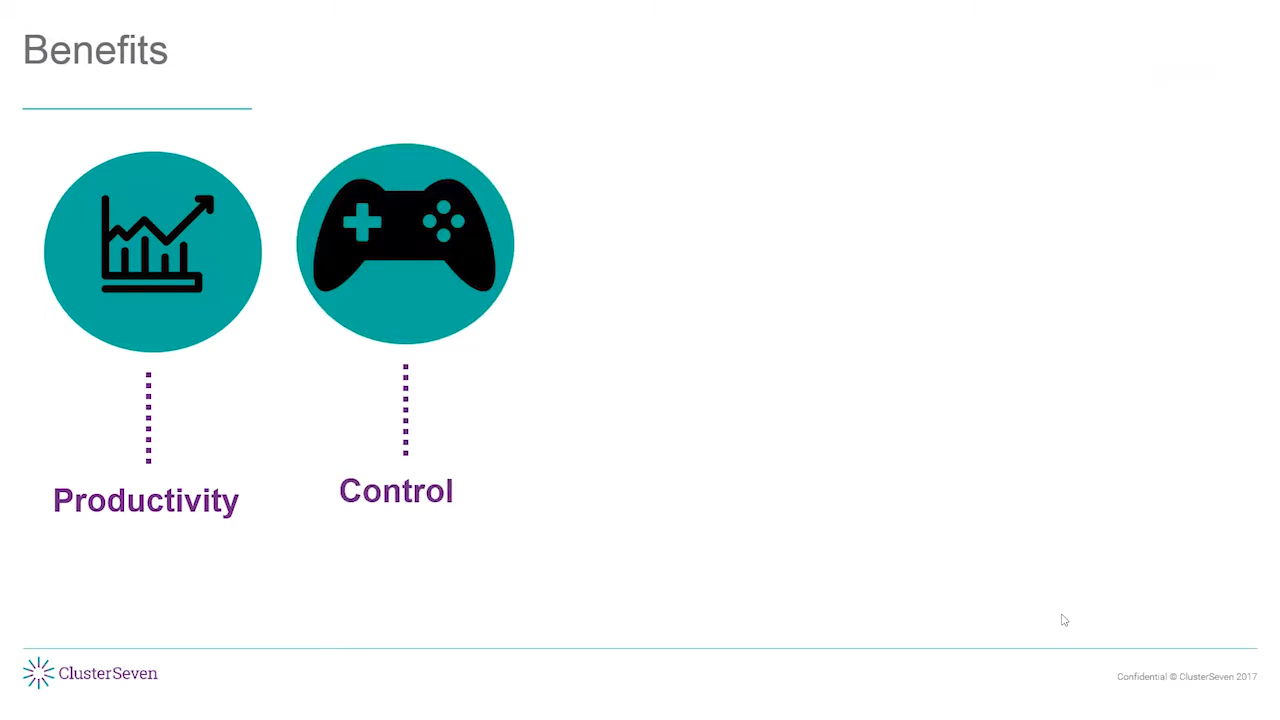 Benefits
Productivity
Control
ClusterSeven
Confidential © ClusterSeven 2017